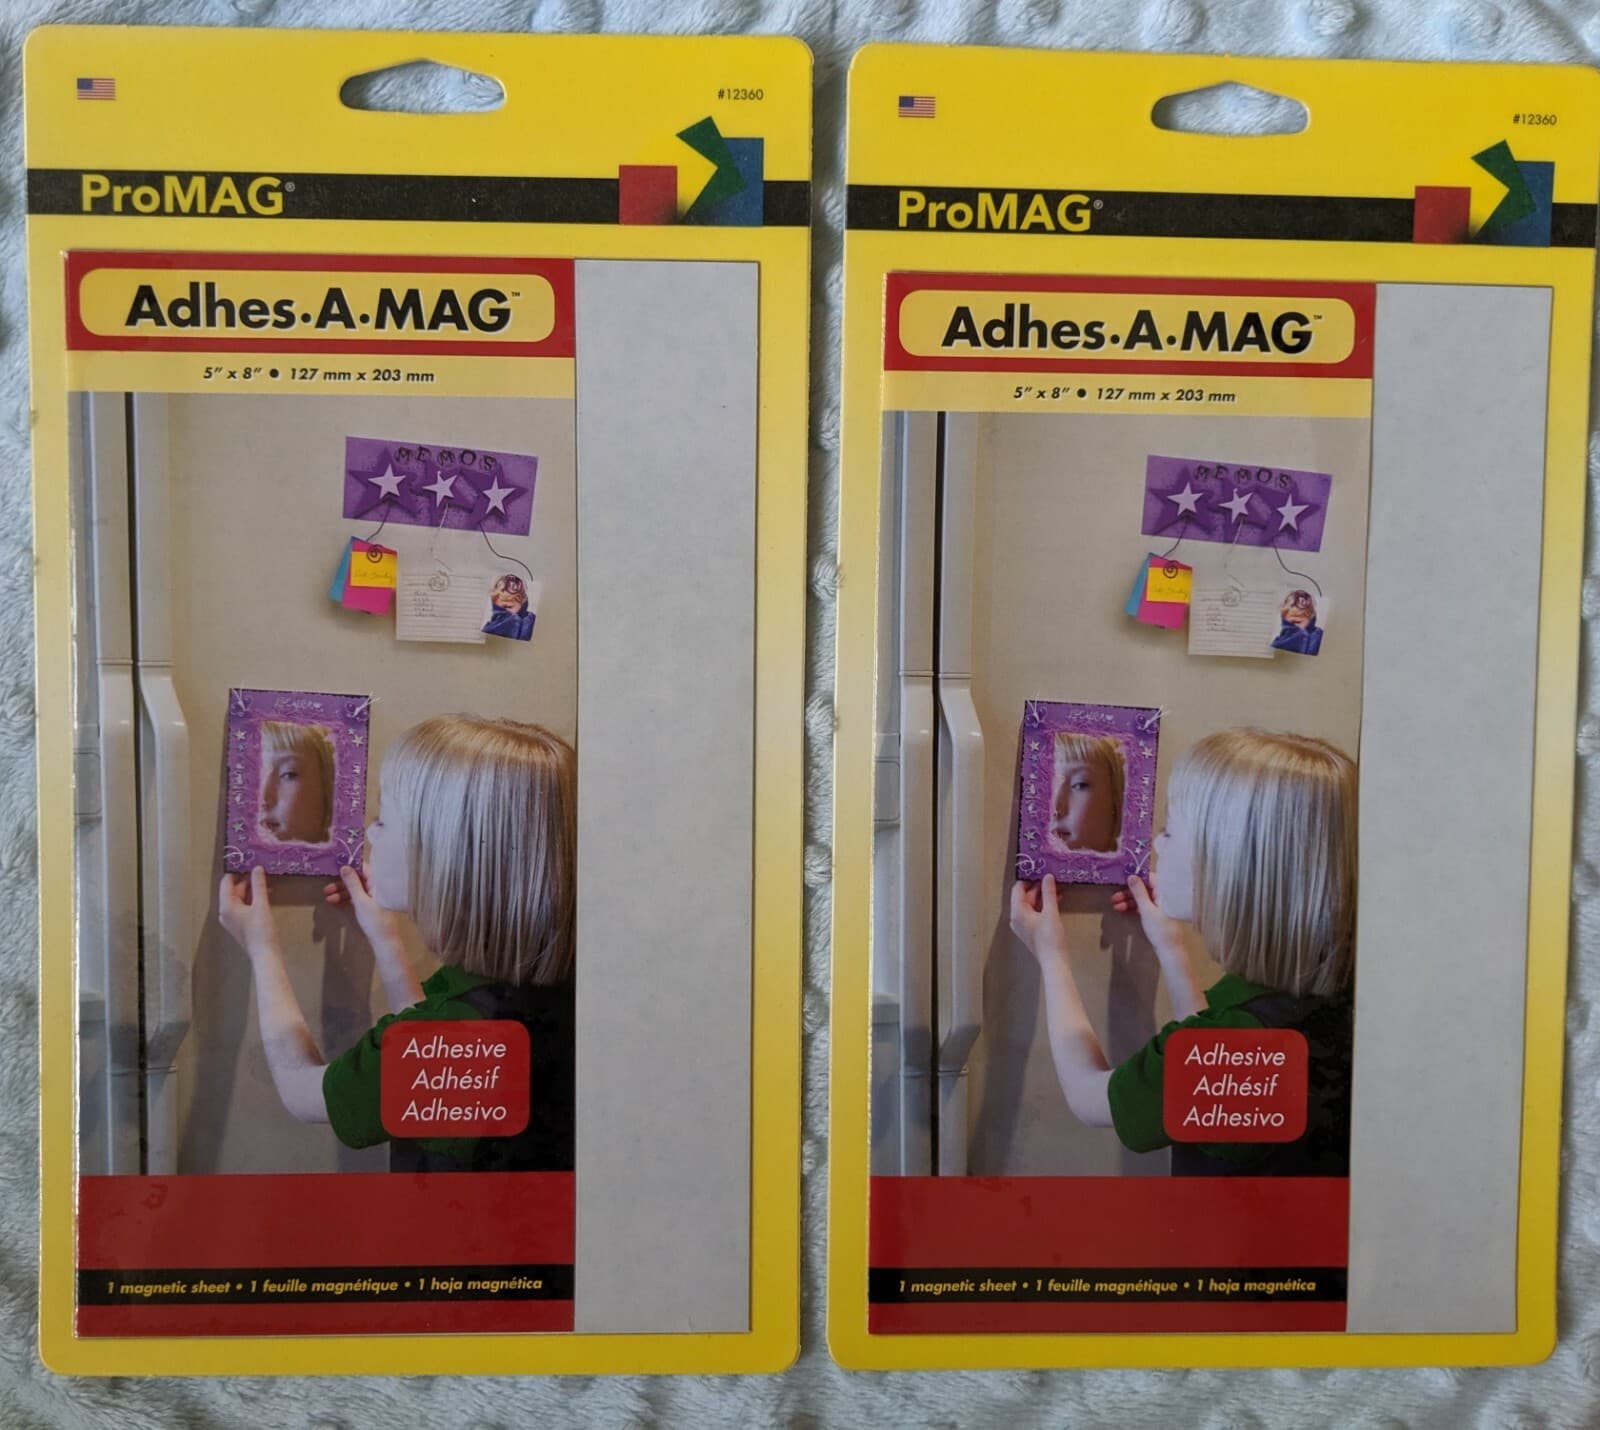 #12360
ProMAG®
Adhes•A•MAG™
5" x 8" ● 127 mm x 203 mm
MEMOS
Adhesive
Adhésif
Adhesivo
1 magnetic sheet • 1 feuille magnétique • 1 hoja magnética
#12360
ProMAG®
Adhes•A•MAG™
5" x 8" ● 127 mm x 203 mm
MEMOS
Adhesive
Adhésif
Adhesivo
1 magnetic sheet • 1 feuille magnétique • 1 hoja magnética